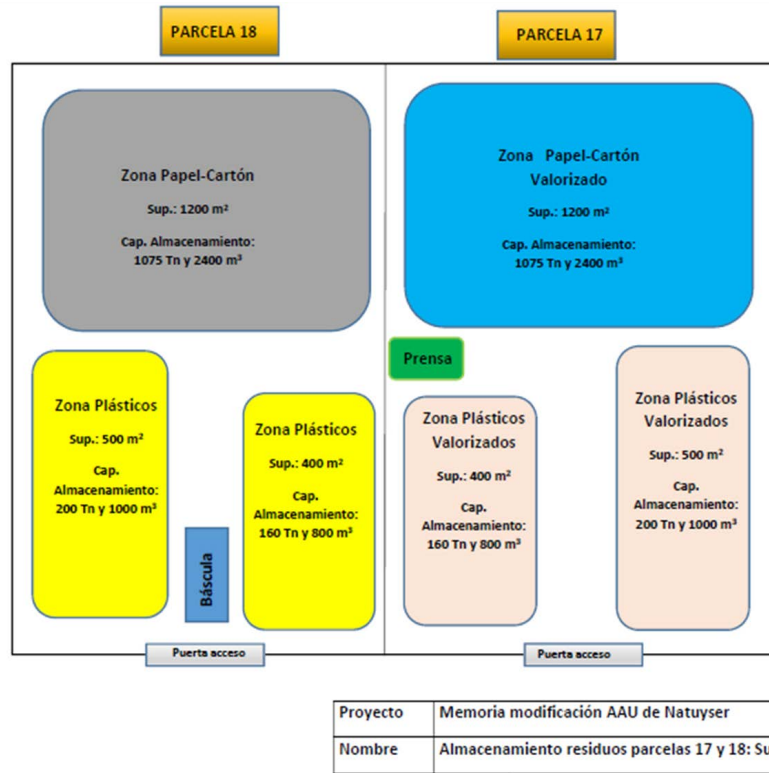 PARCELA 18
PARCELA 17
Zona Papel-Cartón
Sup.: 1200 m²
Cap. Almacenamiento:
1075 Tn y 2400 m³
Zona Papel-Cartón
Valorizado
Sup.: 1200 m²
Cap. Almacenamiento:
1075 Tn y 2400 m³
Prensa
Zona Plásticos
Sup.: 500 m²
Cap.
Almacenamiento:
200 Tn y 1000 m³
Zona Plásticos
Sup.: 400 m²
Cap.
Almacenamiento:
160 Tn y 800 m³
Báscula
Zona Plásticos
Valorizados
Sup.: 400 m²
Cap.
Almacenamiento:
160 Tn y 800 m³
Zona Plásticos
Valorizados
Sup.: 500 m²
Cap.
Almacenamiento:
200 Tn y 1000 m³
Puerta acceso
Puerta acceso
Proyecto Memoria modificación AAU de Natuyser
Nombre Almacenamiento residuos parcelas 17 y 18: Su